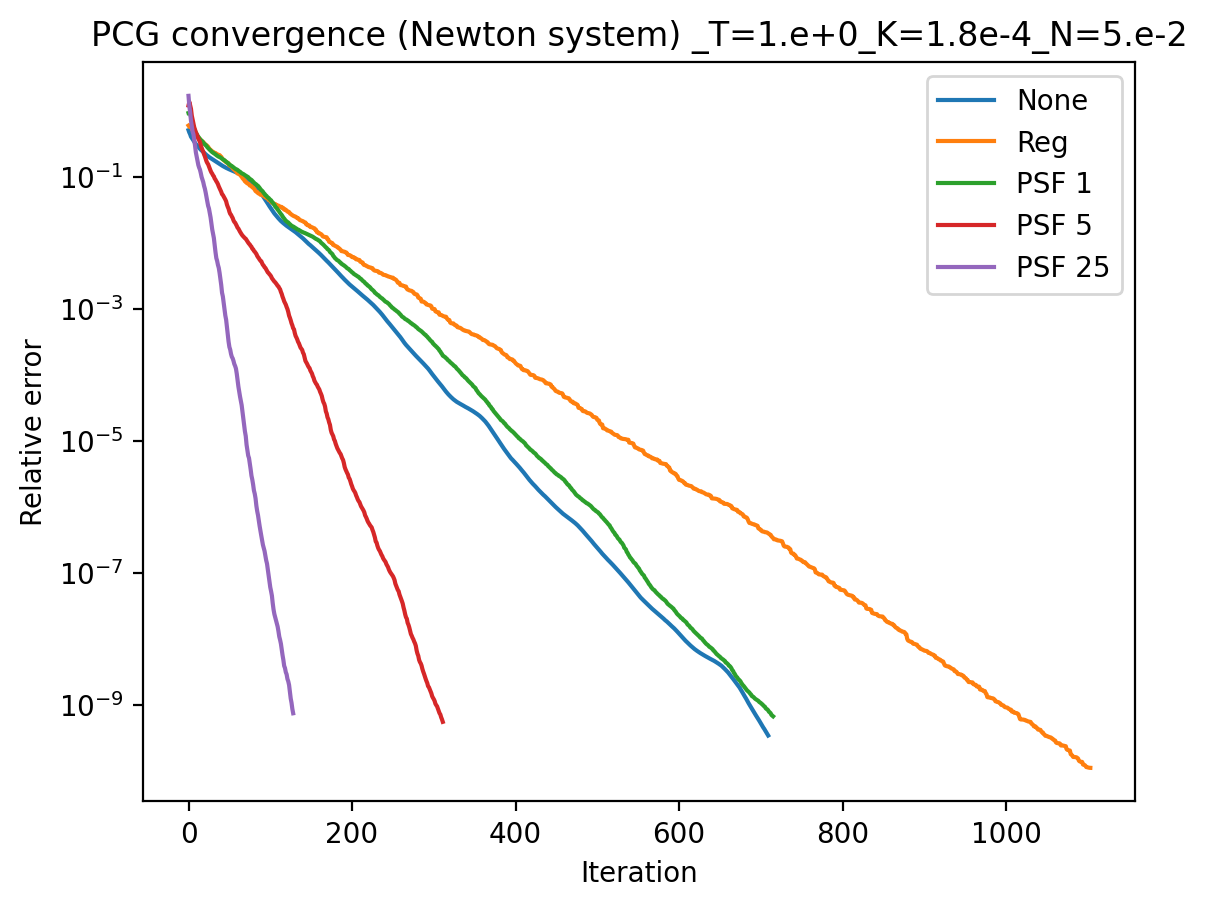 PCG convergence (Newton system) _T=1.e+0_K=1.8e-4_N=5.e-2
None
Reg
PSF 1
PSF 5
PSF 25
Relative error
10⁻¹
10⁻³
10⁻⁵
10⁻⁷
10⁻⁹
0 200 400 600 800 1000
Iteration